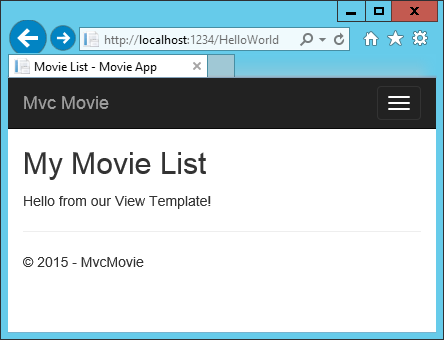 http://localhost:1234/HelloWorld
Movie List - Movie App
Mvc Movie
My Movie List
Hello from our View Template!
© 2015 - MvcMovie